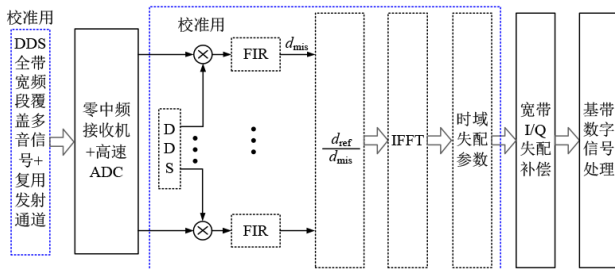 校准用
DDS
全带
宽频
段覆
盖多
音信
号+
复用
发射
通道
零中频
接收机
+高速
ADC
校准用
D
D
S
FIR
d_mis
FIR
d_ref
d_mis
IFFT
时域
失配
参数
宽带
I/Q
失配
补偿
基带
数字
信号
处理